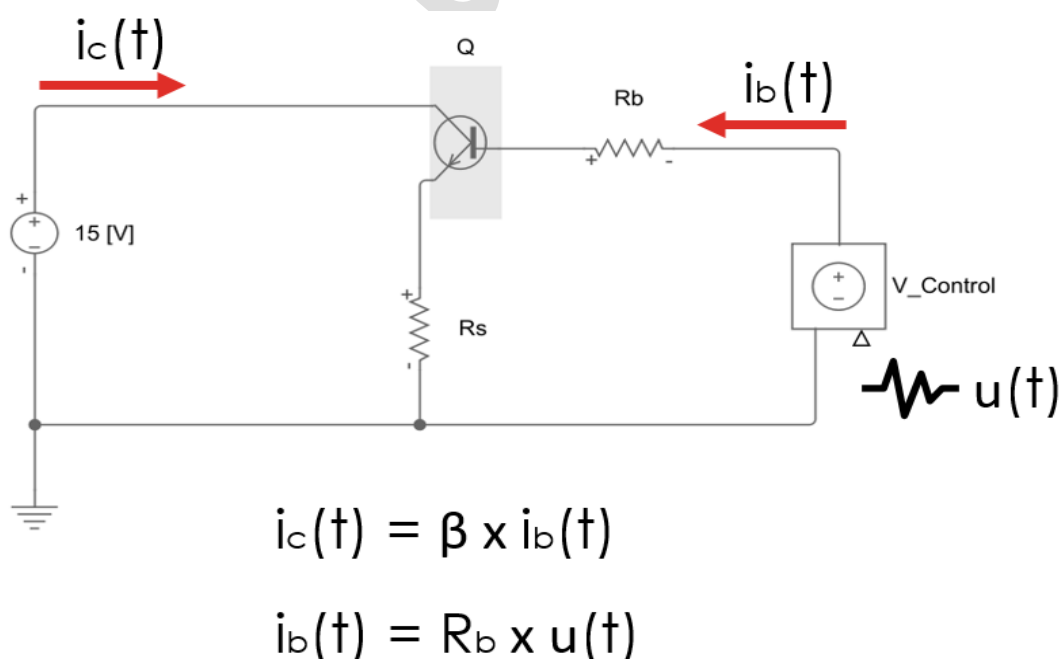 ic(t)
Q
Rb
ib(t)
+
-
+
+
-
-
15 [V]
+
-
V_Control
+
-
Rs
u(t)
ic(t) = β x ib(t)
ib(t) = Rb x u(t)